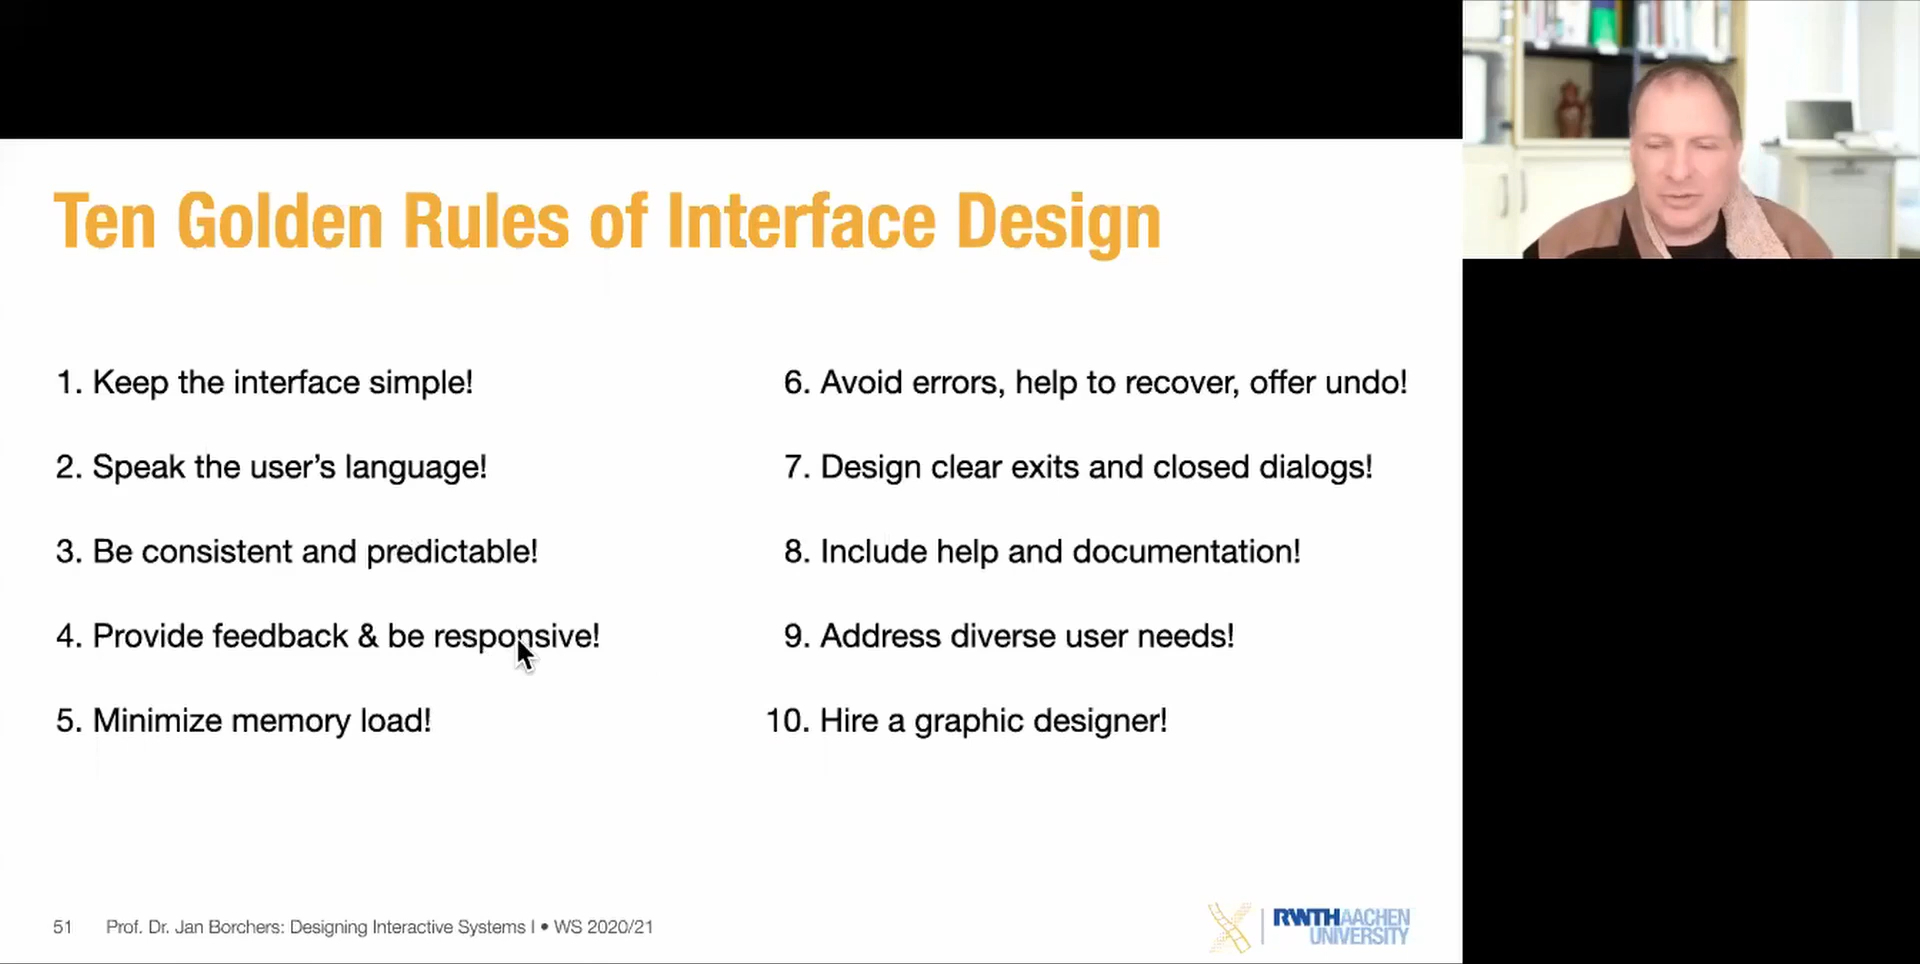 Ten Golden Rules of Interface Design
1. Keep the interface simple!
2. Speak the user’s language!
3. Be consistent and predictable!
4. Provide feedback & be responsive!
5. Minimize memory load!
6. Avoid errors, help to recover, offer undo!
7. Design clear exits and closed dialogs!
8. Include help and documentation!
9. Address diverse user needs!
10. Hire a graphic designer!
51 Prof. Dr. Jan Borchers: Designing Interactive Systems I • WS 2020/21
RWTHAACHEN
UNIVERSITY